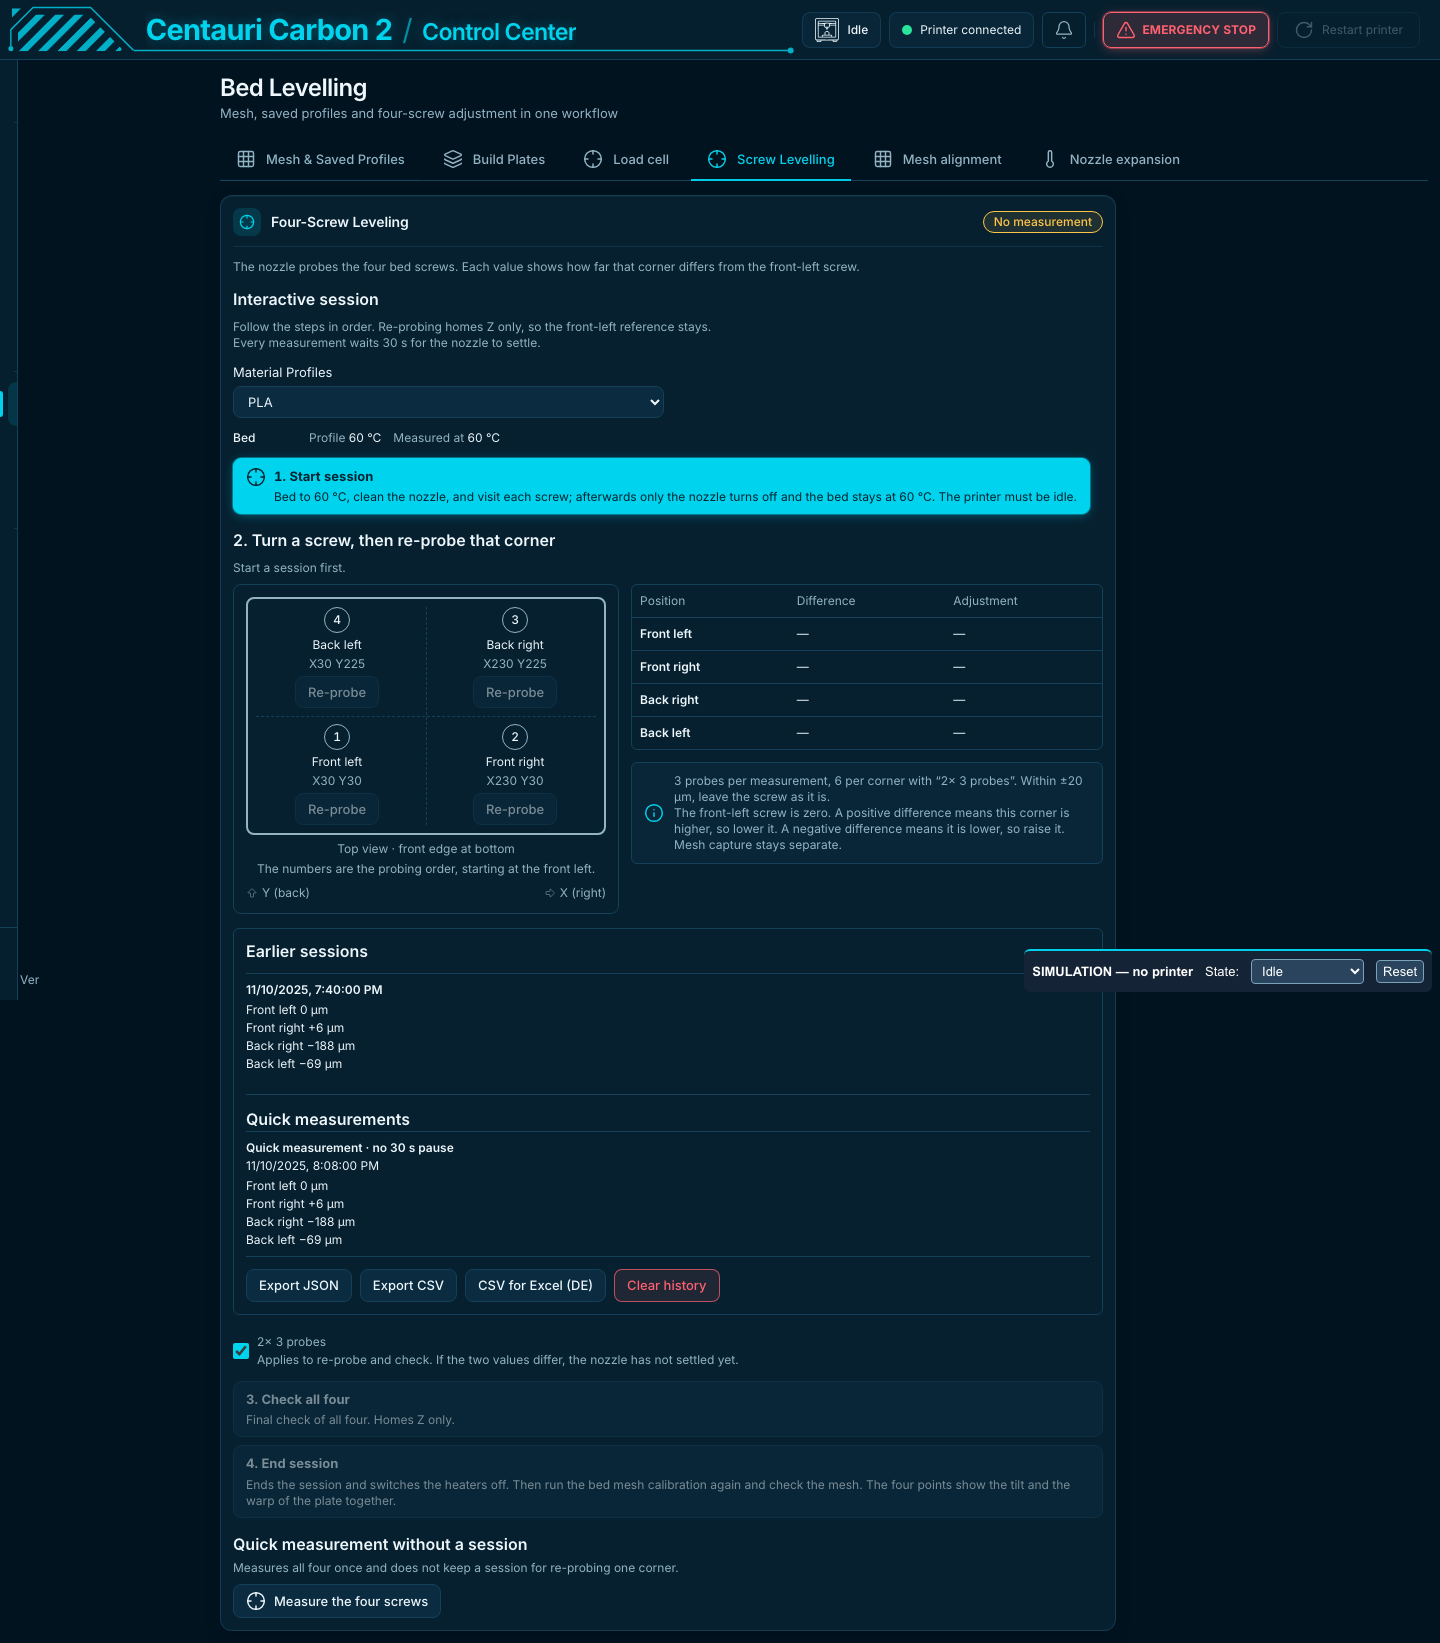 Centauri Carbon 2 / Control Center
Idle
Printer connected
EMERGENCY STOP
Restart printer
Bed Levelling
Mesh, saved profiles and four-screw adjustment in one workflow
Mesh & Saved Profiles
Build Plates
Load cell
Screw Levelling
Mesh alignment
Nozzle expansion
Four-Screw Leveling
No measurement
The nozzle probes the four bed screws. Each value shows how far that corner differs from the front-left screw.
Interactive session
Follow the steps in order. Re-probing homes Z only, so the front-left reference stays.
Every measurement waits 30 s for the nozzle to settle.
Material Profiles
PLA
Bed Profile 60 °C Measured at 60 °C
1. Start session
Bed to 60 °C, clean the nozzle, and visit each screw; afterwards only the nozzle turns off and the bed stays at 60 °C. The printer must be idle.
2. Turn a screw, then re-probe that corner
Start a session first.
4
Back left
X30 Y225
Re-probe
3
Back right
X230 Y225
Re-probe
1
Front left
X30 Y30
Re-probe
2
Front right
X230 Y30
Re-probe
Top view · front edge at bottom
The numbers are the probing order, starting at the front left.
Y (back)
X (right)
Position Difference Adjustment
Front left — —
Front right — —
Back right — —
Back left — —
3 probes per measurement, 6 per corner with “2× 3 probes”. Within ±20
µm, leave the screw as it is.
The front-left screw is zero. A positive difference means this corner is
higher, so lower it. A negative difference means it is lower, so raise it.
Mesh capture stays separate.
Earlier sessions
11/10/2025, 7:40:00 PM
Front left 0 µm
Front right +6 µm
Back right −188 µm
Back left −69 µm
Ver
SIMULATION — no printer State: Idle Reset
Quick measurements
Quick measurement · no 30 s pause
11/10/2025, 8:08:00 PM
Front left 0 µm
Front right +6 µm
Back right −188 µm
Back left −69 µm
Export JSON
Export CSV
CSV for Excel (DE)
Clear history
2× 3 probes
Applies to re-probe and check. If the two values differ, the nozzle has not settled yet.
3. Check all four
Final check of all four. Homes Z only.
4. End session
Ends the session and switches the heaters off. Then run the bed mesh calibration again and check the mesh. The four points show the tilt and the
warp of the plate together.
Quick measurement without a session
Measures all four once and does not keep a session for re-probing one corner.
Measure the four screws